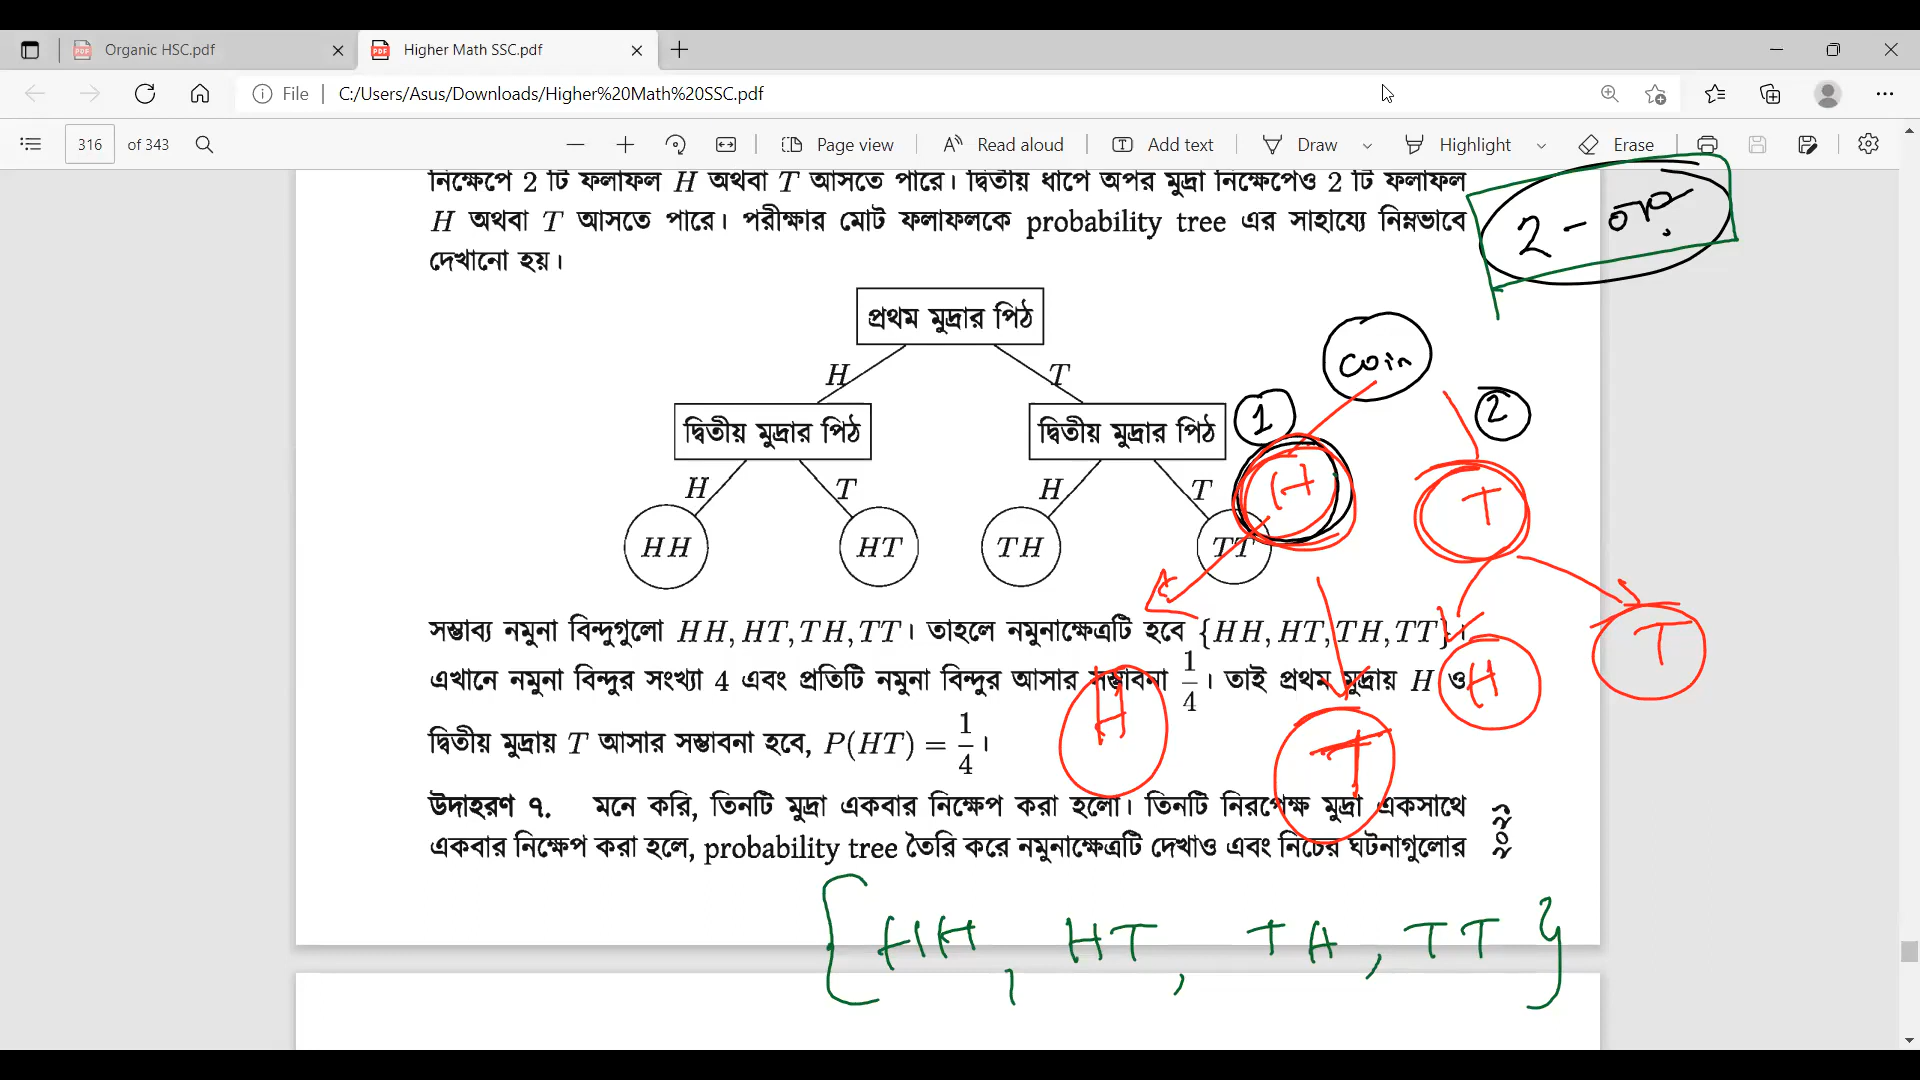 Organic HSC.pdf
Higher Math SSC.pdf
File C:/Users/Asus/Downloads/Higher%20Math%20SSC.pdf
316 of 343
Page view Read aloud Add text Draw Highlight Erase
নিক্ষেপে 2 টি ফলাফল H অথবা T আসতে পারে। দ্বিতীয় ধাপে অপর মুদ্রা নিক্ষেপেও 2 টি ফলাফল
H অথবা T আসতে পারে। পরীক্ষার মোট ফলাফলকে probability tree এর সাহায্যে নিম্নভাবে
দেখানো হয়।
2 -
প্রথম মুদ্রার পিঠ
coin
H T
1 2
দ্বিতীয় মুদ্রার পিঠ দ্বিতীয় মুদ্রার পিঠ
H T
H T H T
HH HT TH TT
H T
সম্ভাব্য নমুনা বিন্দুগুলো HH, HT, TH, TT। তাহলে নমুনাক্ষেত্রটি হবে {HH, HT, TH, TT}।
এখানে নমুনা বিন্দুর সংখ্যা 4 এবং প্রতিটি নমুনা বিন্দুর আসার সম্ভাবনা 1/4। তাই প্রথম মুদ্রায় H ও
H T
দ্বিতীয় মুদ্রায় T আসার সম্ভাবনা হবে, P(HT) = 1/4।
উদাহরণ ৭. মনে করি, তিনটি মুদ্রা একবার নিক্ষেপ করা হলো। তিনটি নিরপেক্ষ মুদ্রা একসাথে
একবার নিক্ষেপ করা হলে, probability tree তৈরি করে নমুনাক্ষেত্রটি দেখাও এবং নিচের ঘটনাগুলোর
{HH, HT, TH, TT}